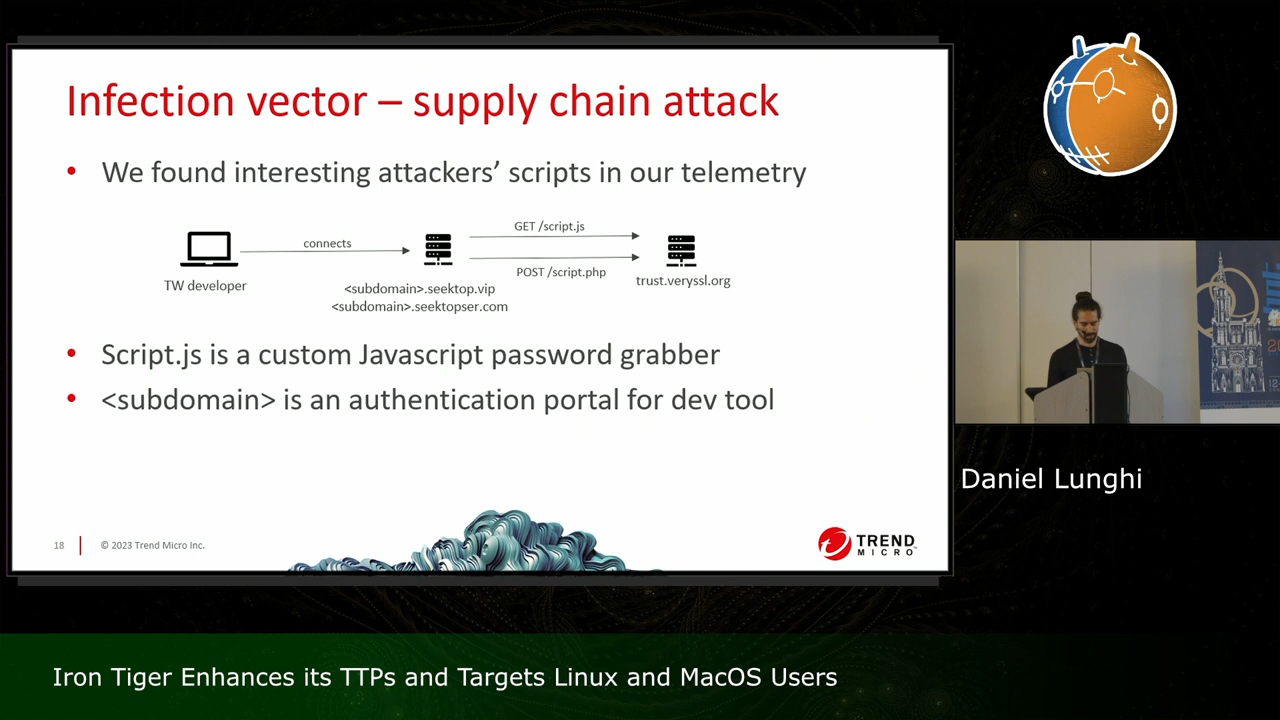 Infection vector – supply chain attack
• We found interesting attackers’ scripts in our telemetry
connects
GET /script.js
POST /script.php
TW developer
<subdomain>.seektop.vip
<subdomain>.seektopser.com
trust.veryssl.org
• Script.js is a custom Javascript password grabber
• <subdomain> is an authentication portal for dev tool
18
© 2023 Trend Micro Inc.
TREND
MICRO™
Daniel Lunghi
Iron Tiger Enhances its TTPs and Targets Linux and MacOS Users